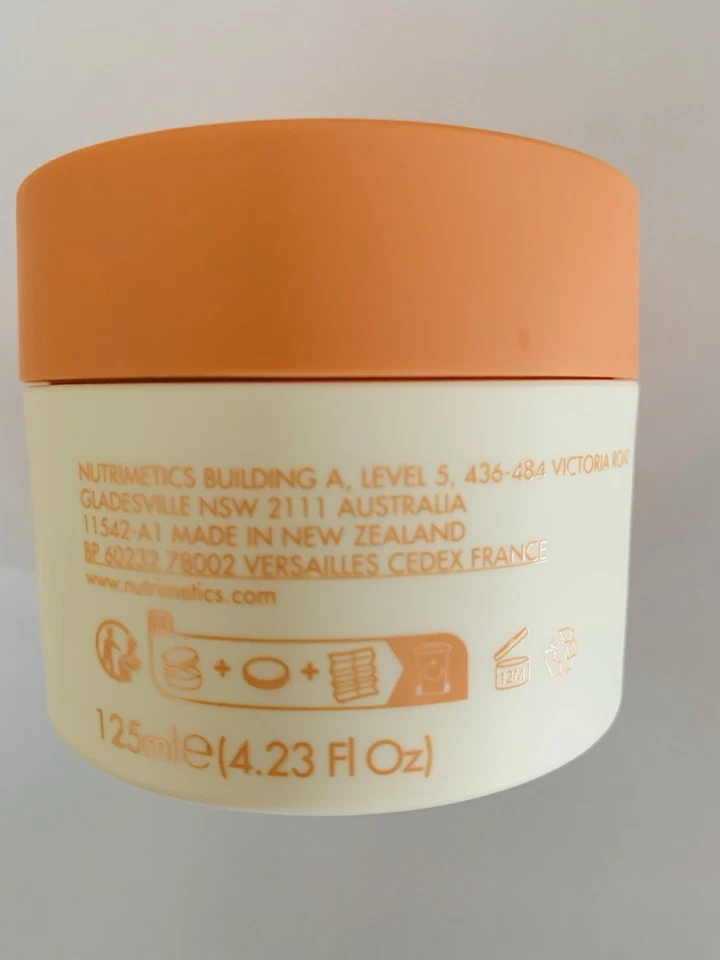 NUTRIMETICS BUILDING A, LEVEL 5, 436-484 VICTORIA ROAD
GLADESVILLE NSW 2111 AUSTRALIA
11542-A1 MADE IN NEW ZEALAND
BP 60232 78002 VERSAILLES CEDEX FRANCE
www.nutrimetics.com
12M
125ml℮(4.23 Fl Oz)